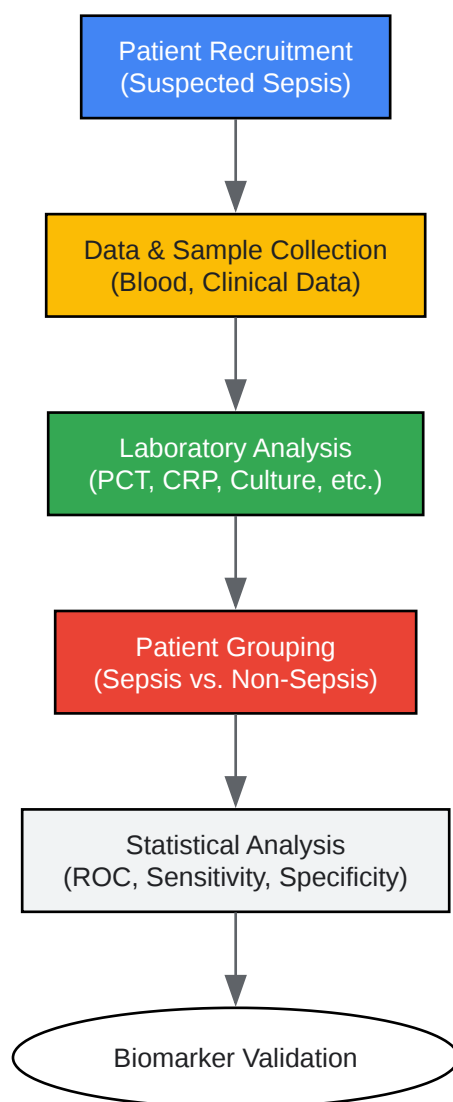 Patient Recruitment
(Suspected Sepsis)
Data & Sample Collection
(Blood, Clinical Data)
Laboratory Analysis
(PCT, CRP, Culture, etc.)
Patient Grouping
(Sepsis vs. Non-Sepsis)
Statistical Analysis
(ROC, Sensitivity, Specificity)
Biomarker Validation